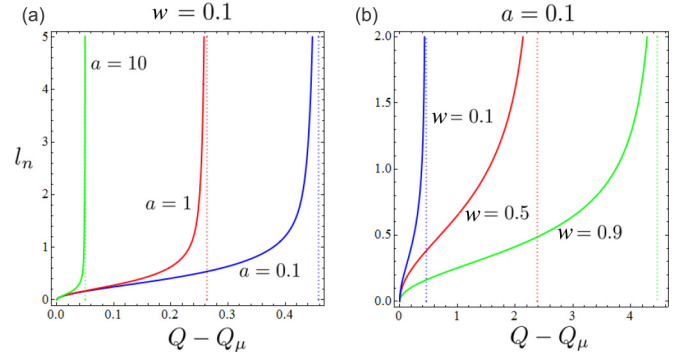 (a) w = 0.1
5
4
3
2
1
0
l_n
a = 10
a = 1
a = 0.1
0. 0.1 0.2 0.3 0.4
Q − Q_μ
(b) a = 0.1
2.0
1.5
1.0
0.5
0.0
w = 0.1
w = 0.5
w = 0.9
0 1 2 3 4
Q − Q_μ